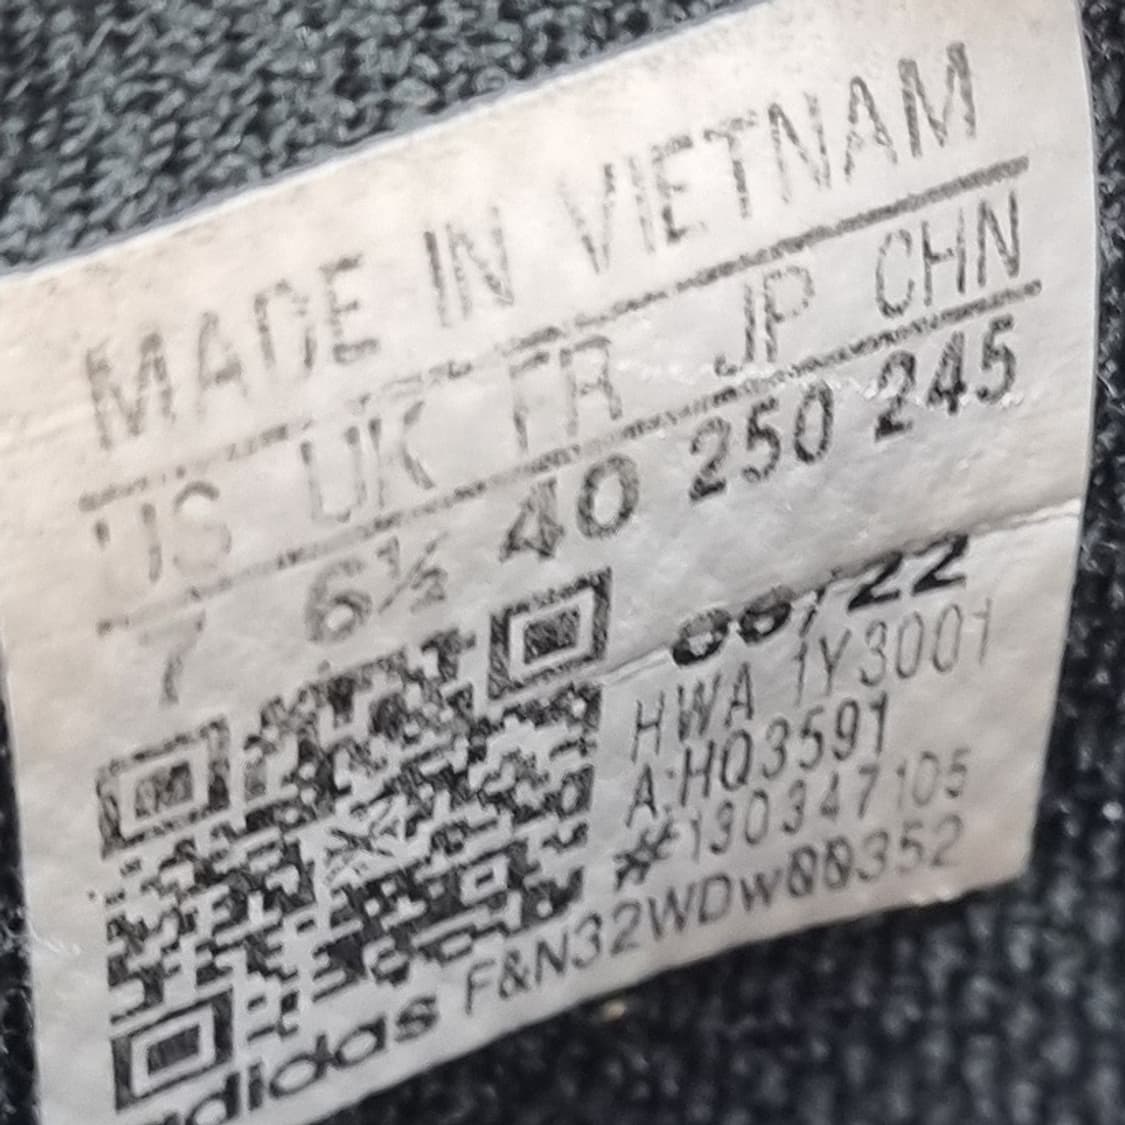 MADE IN VIETNAM
US UK FR JP CHN
7 6½ 40 250 245
HWA 1Y3001
A:HQ3591
#130347105
adidas F&N32WDW00352